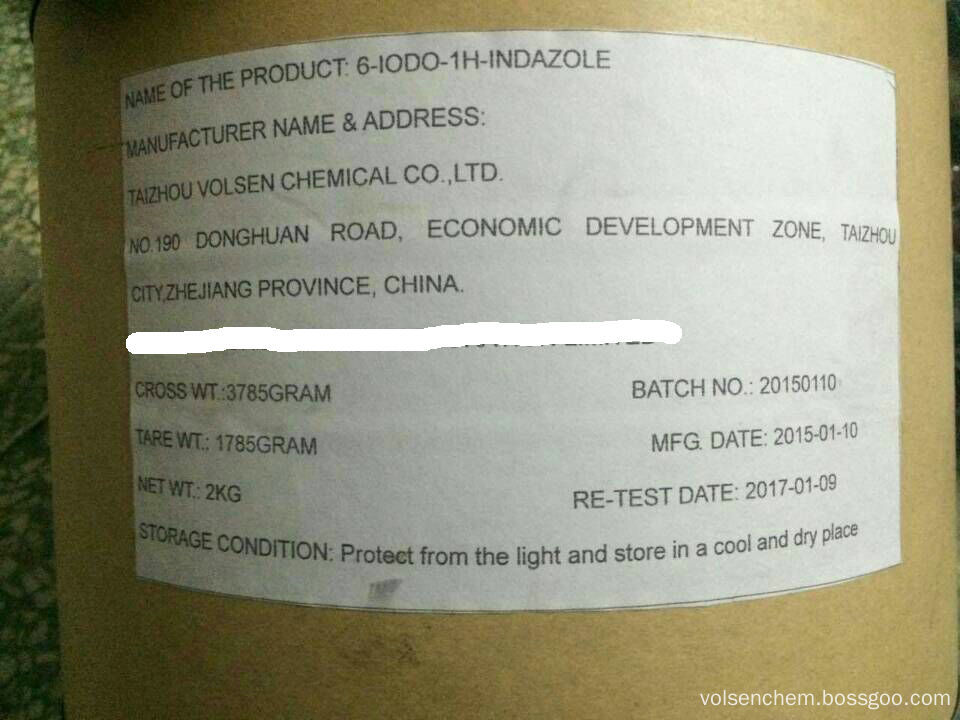 NAME OF THE PRODUCT: 6-IODO-1H-INDAZOLE
MANUFACTURER NAME & ADDRESS:
TAIZHOU VOLSEN CHEMICAL CO.,LTD.
NO.190 DONGHUAN ROAD, ECONOMIC DEVELOPMENT ZONE, TAIZHOU
CITY,ZHEJIANG PROVINCE, CHINA.
CROSS WT.:3785GRAM BATCH NO.: 20150110
TARE WT.: 1785GRAM MFG. DATE: 2015-01-10
NET WT.: 2KG RE-TEST DATE: 2017-01-09
STORAGE CONDITION: Protect from the light and store in a cool and dry place
volsenchem.bossgoo.com